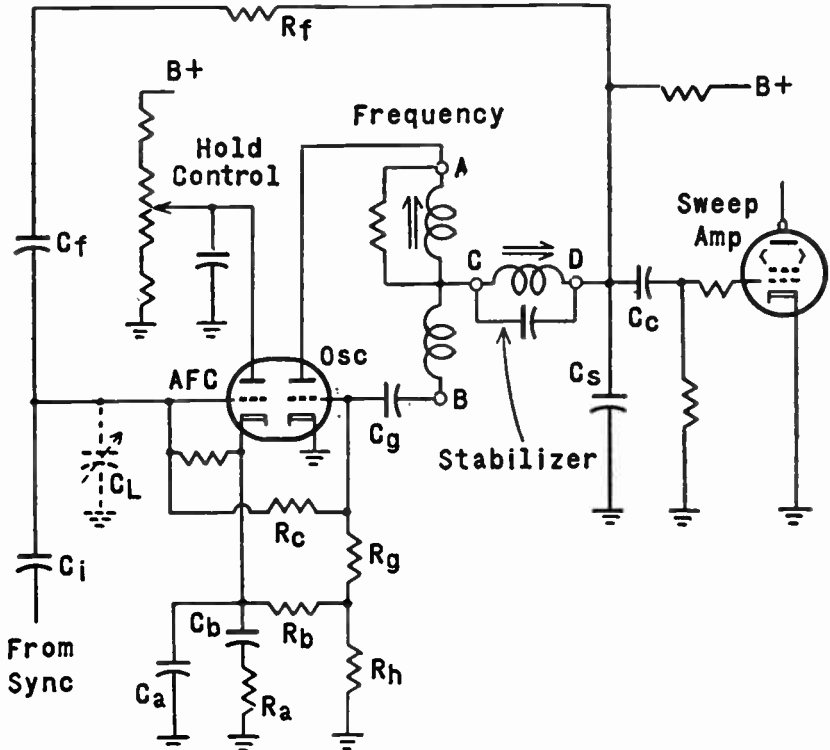 Rf
B+
B+
Frequency
Hold
Control
A
Sweep
Amp
Cf
C
D
Cc
Osc
AFC
B
Cs
Cg
Stabilizer
CL
Rc
Rg
Ci
Cb
Rb
From
Sync
Ca
Ra
Rh